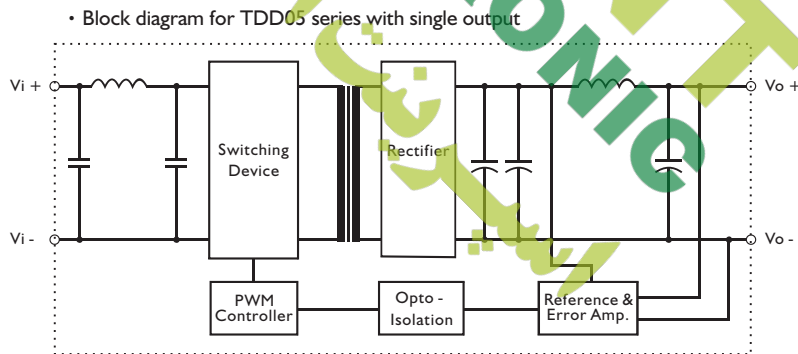 • Block diagram for TDD05 series with single output
Vi +
Vo +
Switching
Device
Rectifier
Vi -
Vo -
PWM
Controller
Opto -
Isolation
Reference &
Error Amp.
ONIC